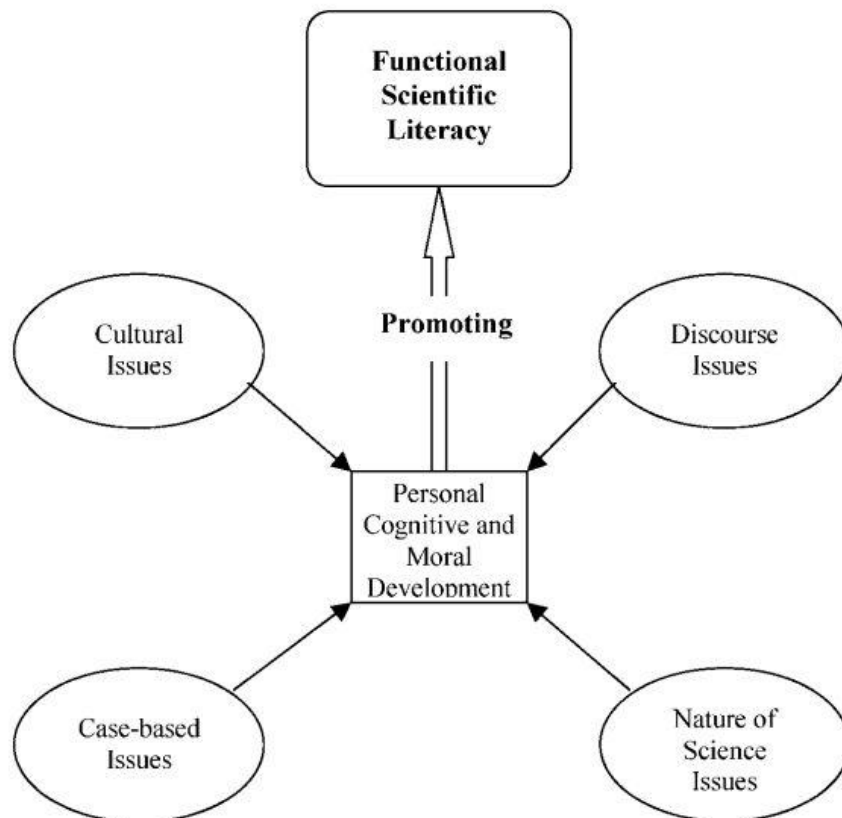 Functional
Scientific
Literacy
Promoting
Cultural
Issues
Discourse
Issues
Personal
Cognitive and
Moral
Development
Case-based
Issues
Nature of
Science
Issues